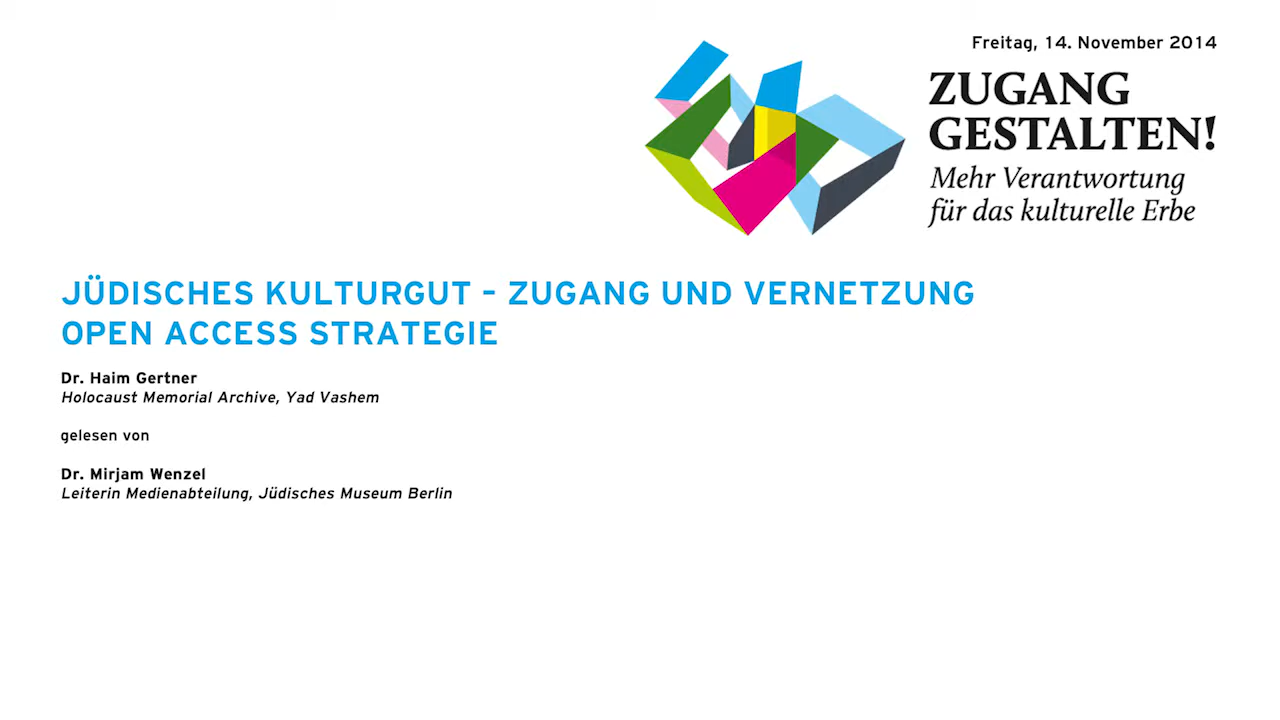 Freitag, 14. November 2014
ZUGANG
GESTALTEN!
Mehr Verantwortung
für das kulturelle Erbe
JÜDISCHES KULTURGUT – ZUGANG UND VERNETZUNG
OPEN ACCESS STRATEGIE
Dr. Haim Gertner
Holocaust Memorial Archive, Yad Vashem
gelesen von
Dr. Mirjam Wenzel
Leiterin Medienabteilung, Jüdisches Museum Berlin